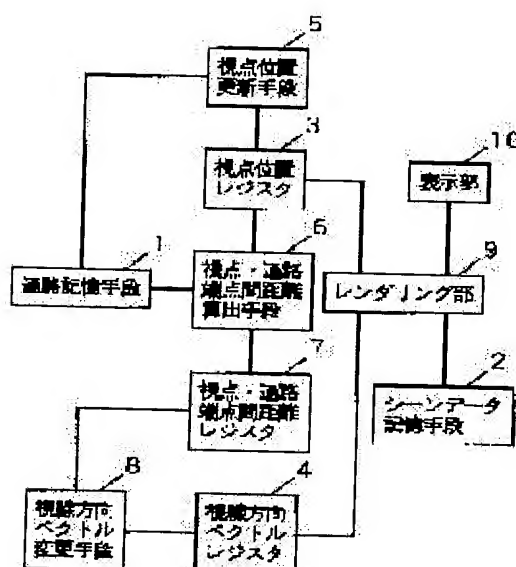 5
視点位置
更新手段
3
視点位置
レジスタ
10
表示部
1
通路記憶手段
6
視点・通路
端点間距離
算出手段
9
レンダリング部
7
視点・通路
端点間距離
レジスタ
2
シーンデータ
記憶手段
8
視線方向
ベクトル
変更手段
4
視線方向
ベクトル
レジスタ